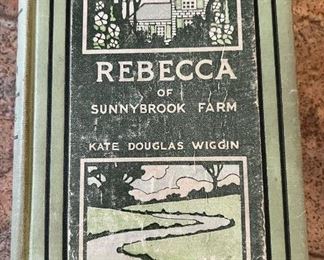 REBECCA
OF
SUNNYBROOK FARM
KATE DOUGLAS WIGGIN